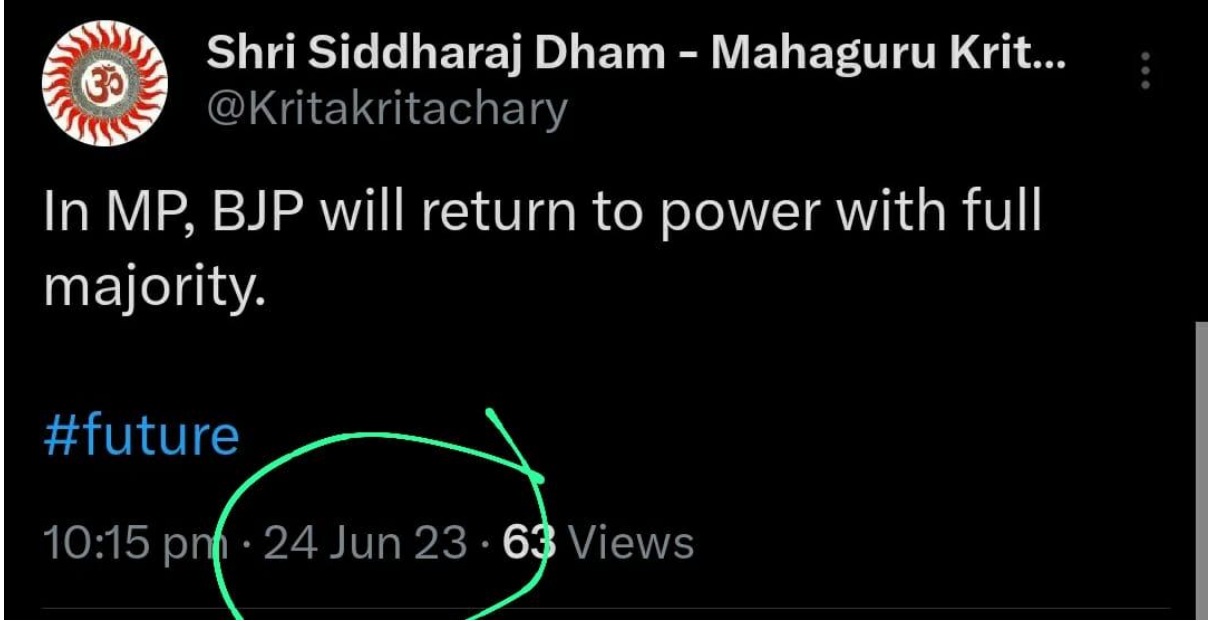 Shri Siddharaj Dham - Mahaguru Krit...
@Kritakritachary
In MP, BJP will return to power with full
majority.
#future
10:15 pm · 24 Jun 23 · 63 Views